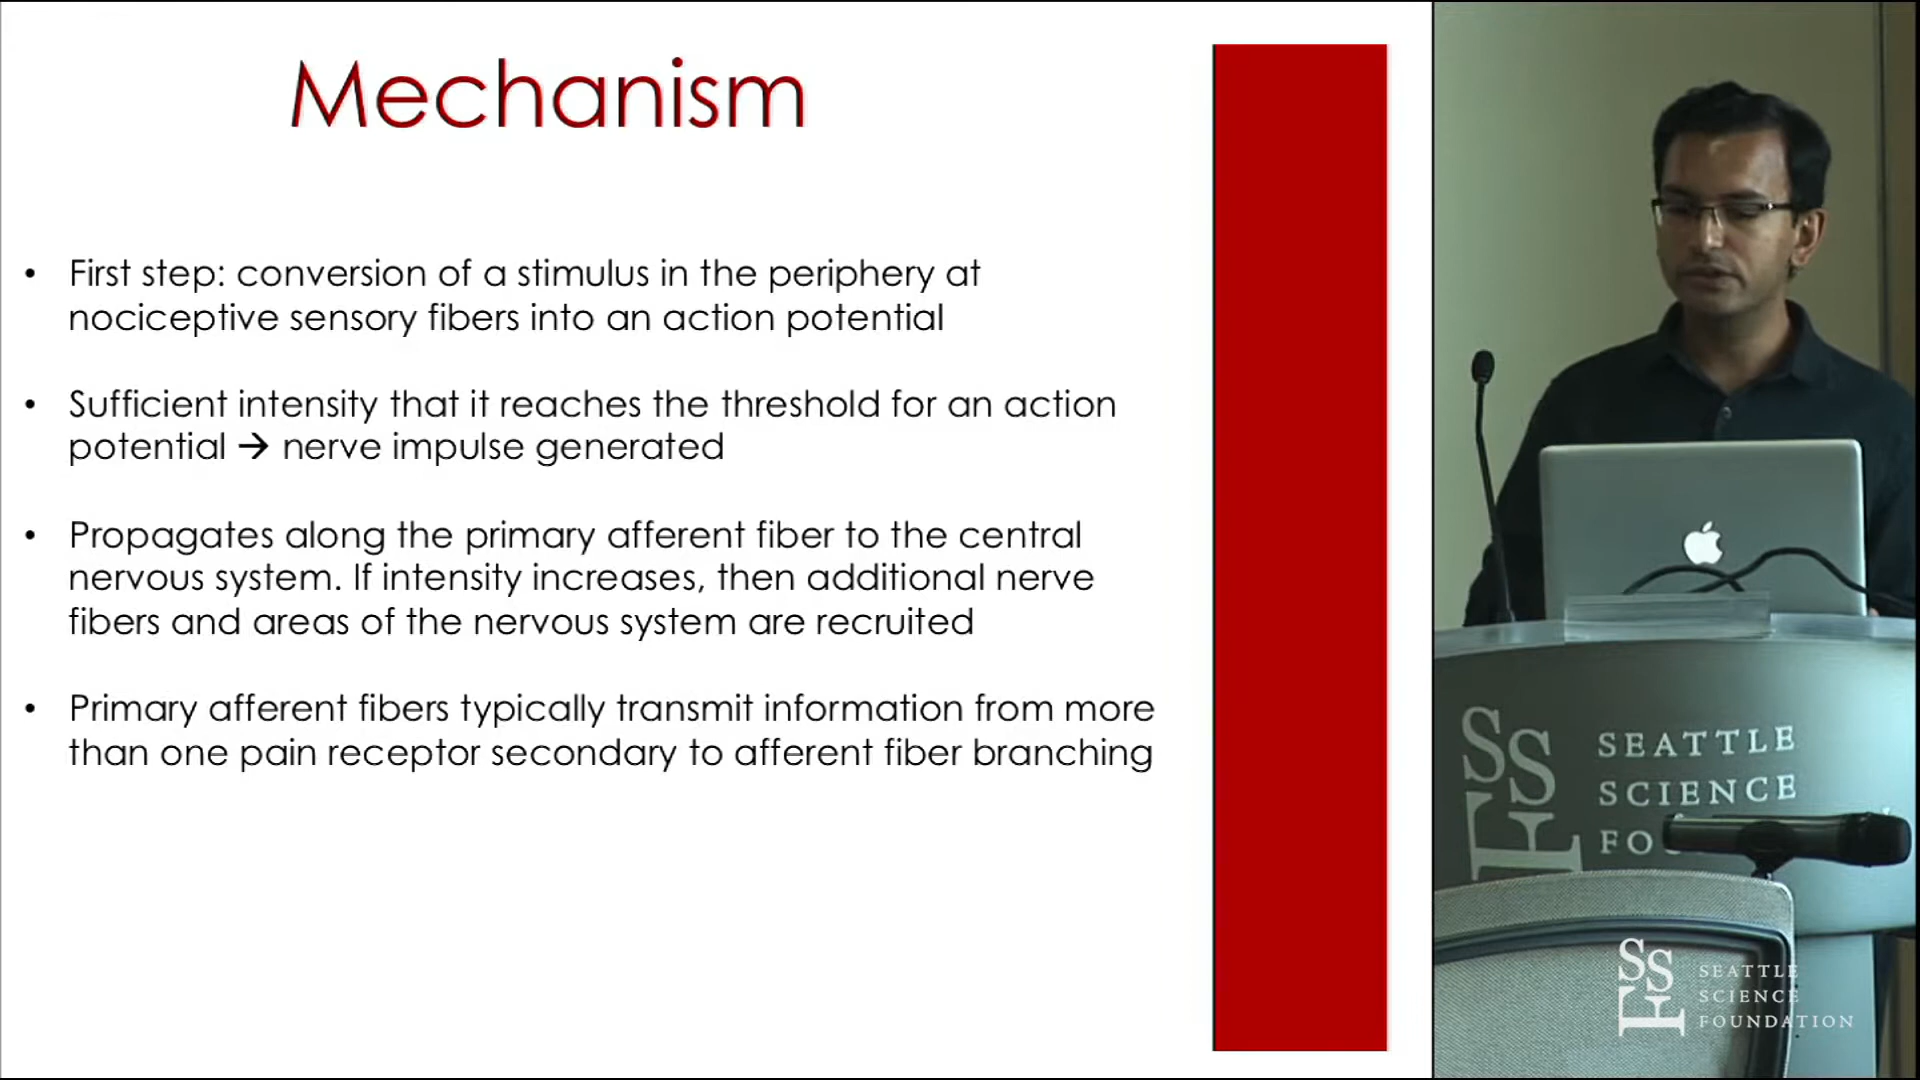 Mechanism
• First step: conversion of a stimulus in the periphery at
nociceptive sensory fibers into an action potential
• Sufficient intensity that it reaches the threshold for an action
potential → nerve impulse generated
• Propagates along the primary afferent fiber to the central
nervous system. If intensity increases, then additional nerve
fibers and areas of the nervous system are recruited
• Primary afferent fibers typically transmit information from more
than one pain receptor secondary to afferent fiber branching
SSF
SEATTLE
SCIENCE
FO
SSF
SEATTLE
SCIENCE
FOUNDATION